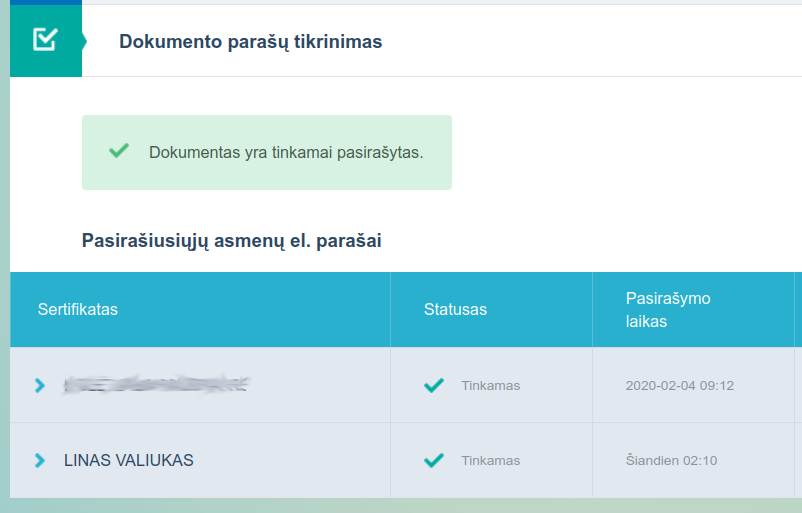 Dokumento parašų tikrinimas
Dokumentas yra tinkamai pasirašytas.
Pasirašiusiųjų asmenų el. parašai
Sertifikatas Statusas Pasirašymo
laikas
Tinkamas 2020-02-04 09:12
LINAS VALIUKAS Tinkamas Šiandien 02:10